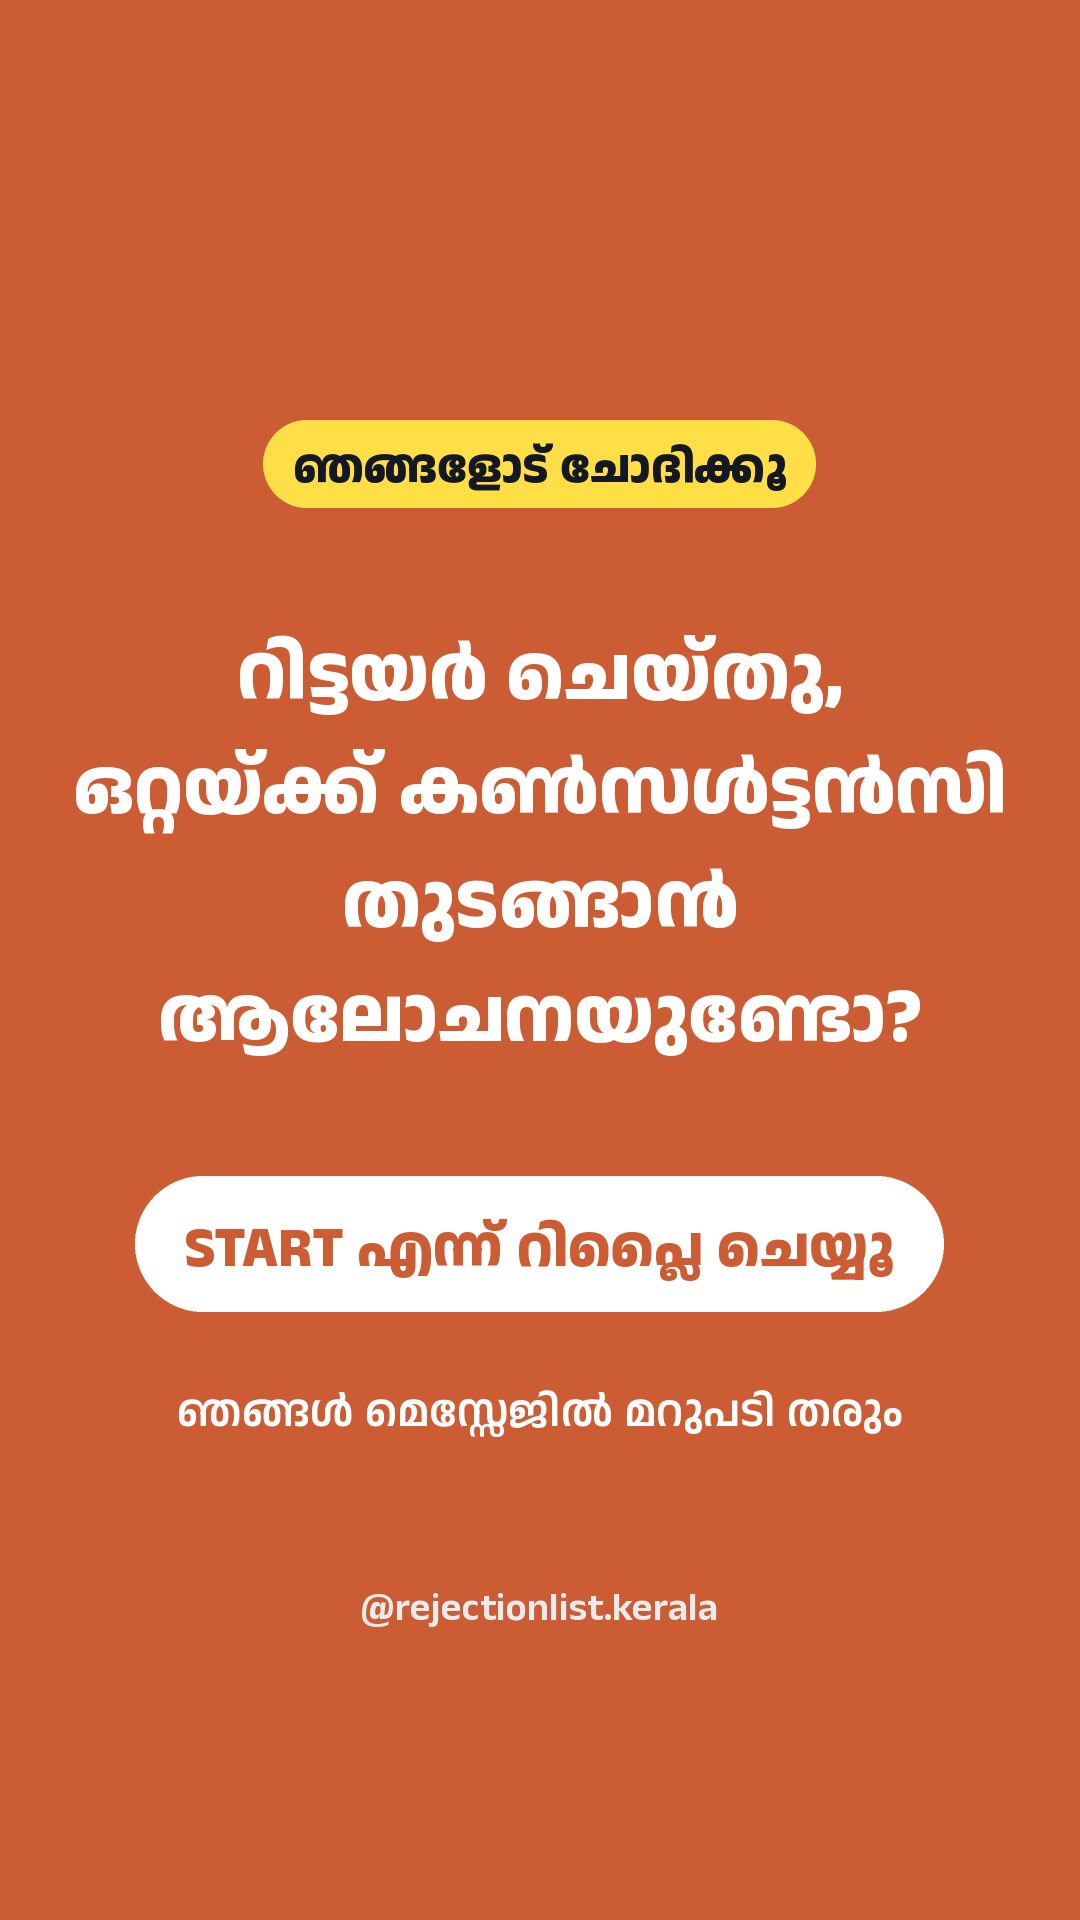 ഞങ്ങളോട് ചോദിക്കൂ
റിട്ടയർ ചെയ്തു,
ഒറ്റയ്ക്ക് കൺസൾട്ടൻസി
തുടങ്ങാൻ
ആലോചനയുണ്ടോ?
START എന്ന് റിപ്ലൈ ചെയ്യൂ
ഞങ്ങൾ മെസ്സേജിൽ മറുപടി തരും
@rejectionlist.kerala